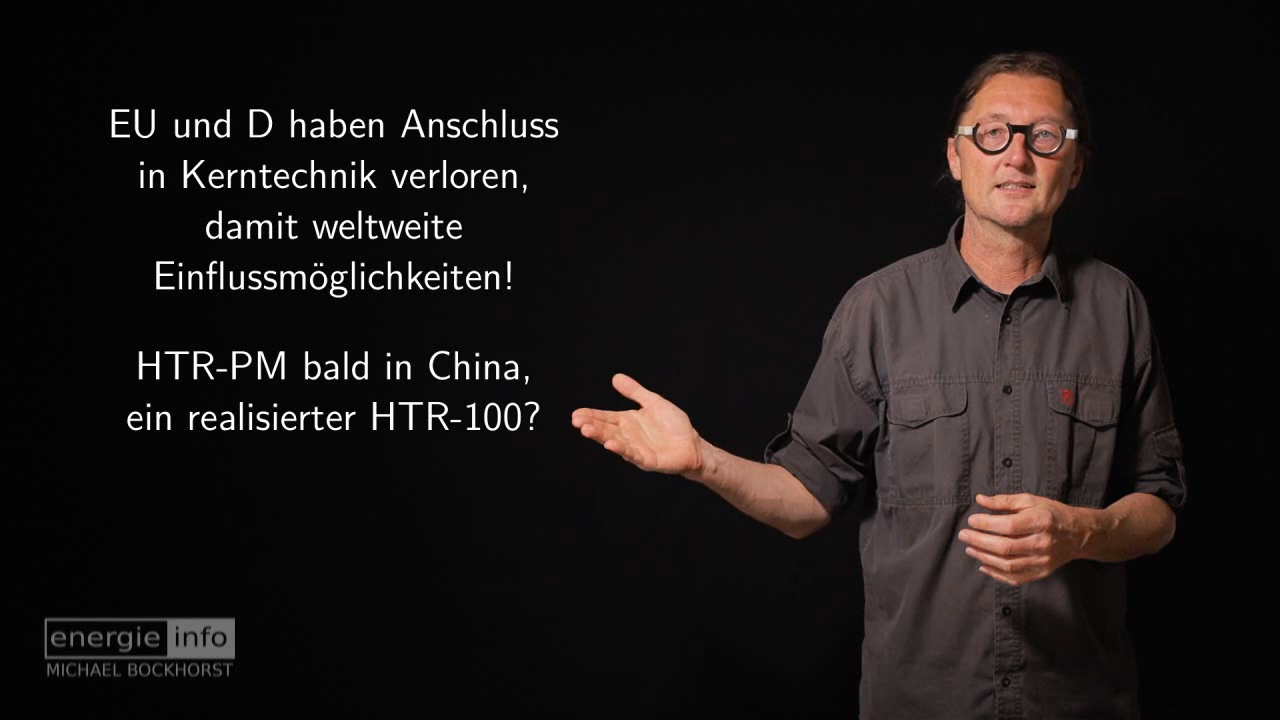 EU und D haben Anschluss
in Kerntechnik verloren,
damit weltweite
Einflussmöglichkeiten!
HTR-PM bald in China,
ein realisierter HTR-100?
energie info
MICHAEL BOCKHORST